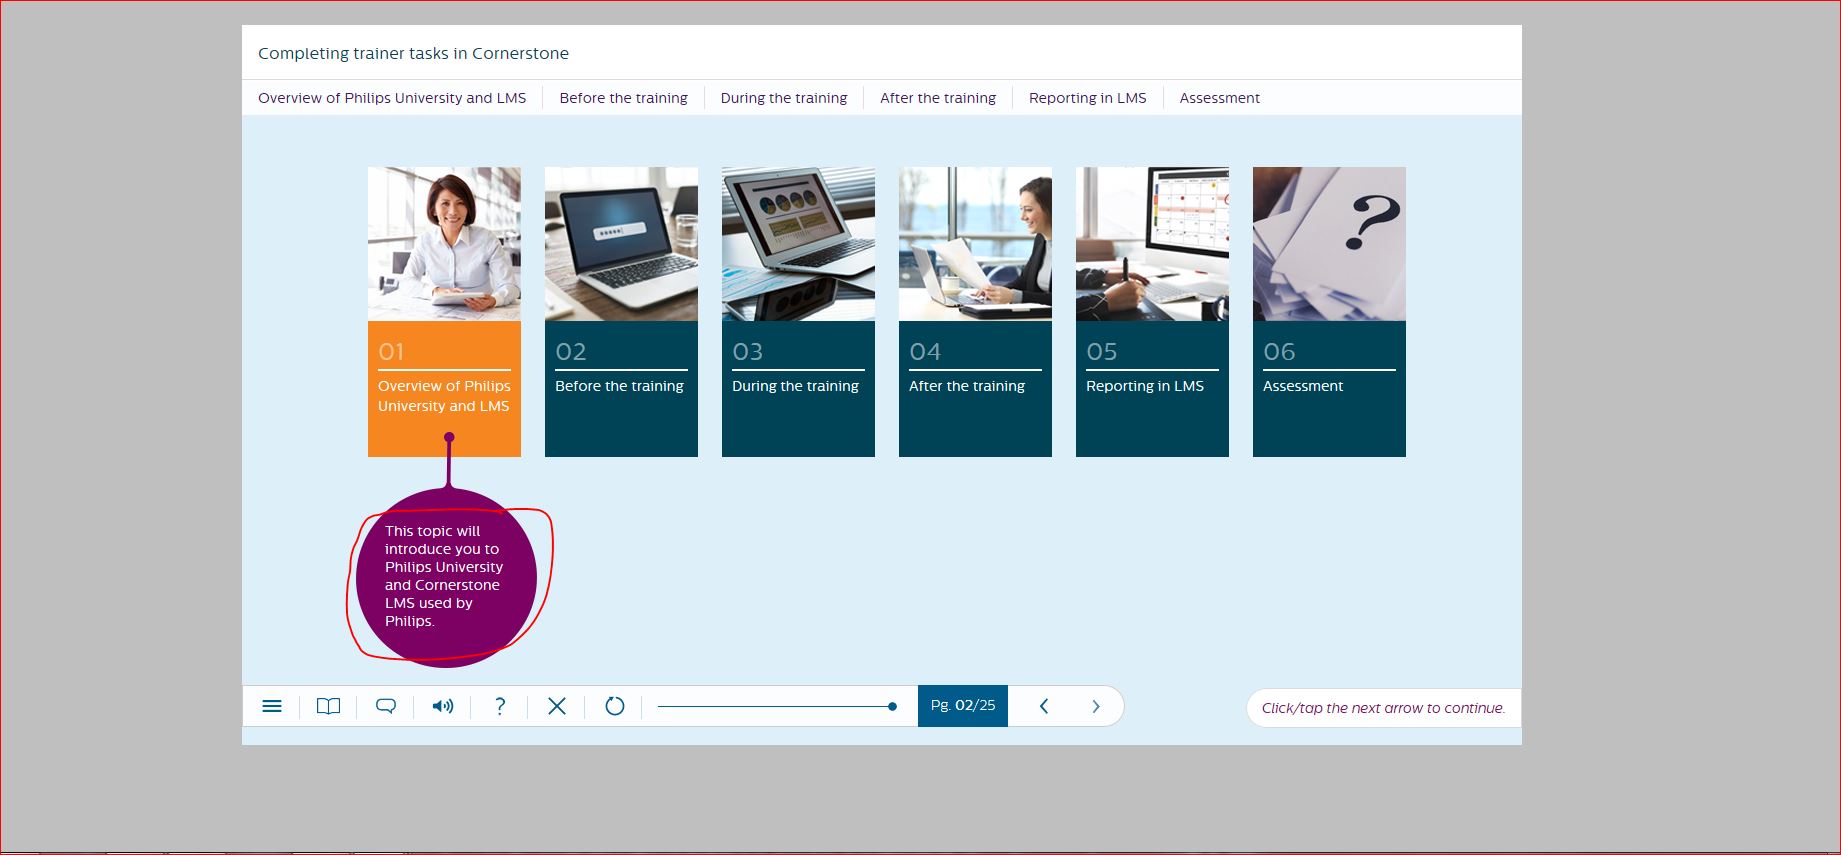 Completing trainer tasks in Cornerstone
Overview of Philips University and LMS
Before the training
During the training
After the training
Reporting in LMS
Assessment
01
Overview of Philips
University and LMS
02
Before the training
03
During the training
04
After the training
05
Reporting in LMS
06
Assessment
?
This topic will
introduce you to
Philips University
and Cornerstone
LMS used by
Philips.
?
Pg. 02/25
Click/tap the next arrow to continue.